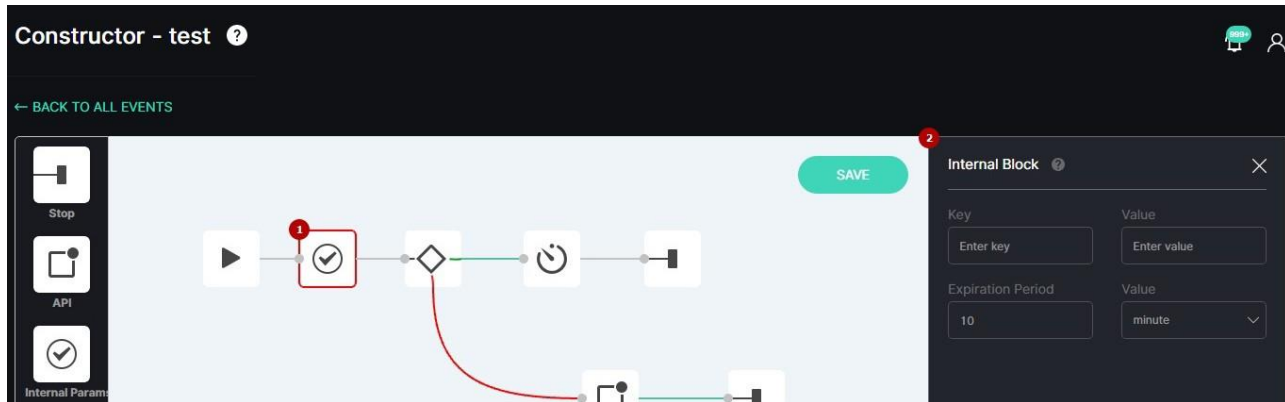 Constructor - test ?
999+
← BACK TO ALL EVENTS
2
Internal Block ?
SAVE
Stop
Key Value
Enter key Enter value
1
Expiration Period Value
API
10 minute
Internal Params